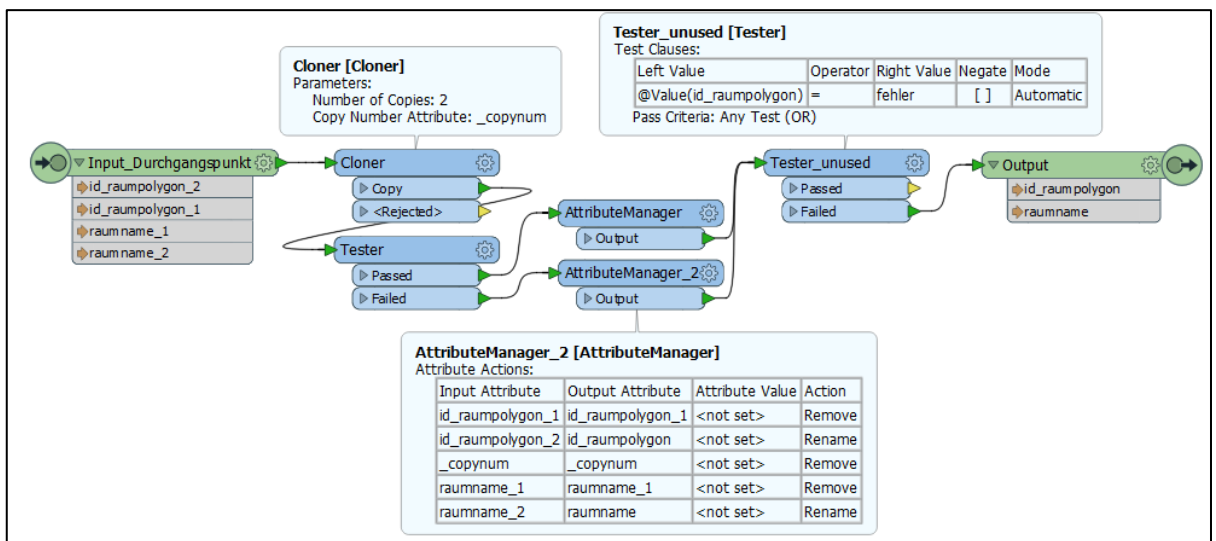 Tester_unused [Tester]
Test Clauses:
Left Value Operator Right Value Negate Mode
@Value(id_raumpolygon) = fehler [ ] Automatic
Pass Criteria: Any Test (OR)
Cloner [Cloner]
Parameters:
Number of Copies: 2
Copy Number Attribute: _copynum
Input_Durchgangspunkt
id_raumpolygon_2
id_raumpolygon_1
raumname_1
raumname_2
Cloner
Copy
<Rejected>
Tester
Passed
Failed
AttributeManager
Output
AttributeManager_2
Output
Tester_unused
Passed
Failed
Output
id_raumpolygon
raumname
AttributeManager_2 [AttributeManager]
Attribute Actions:
Input Attribute Output Attribute Attribute Value Action
id_raumpolygon_1 id_raumpolygon_1 <not set> Remove
id_raumpolygon_2 id_raumpolygon <not set> Rename
_copynum _copynum <not set> Remove
raumname_1 raumname_1 <not set> Remove
raumname_2 raumname <not set> Rename